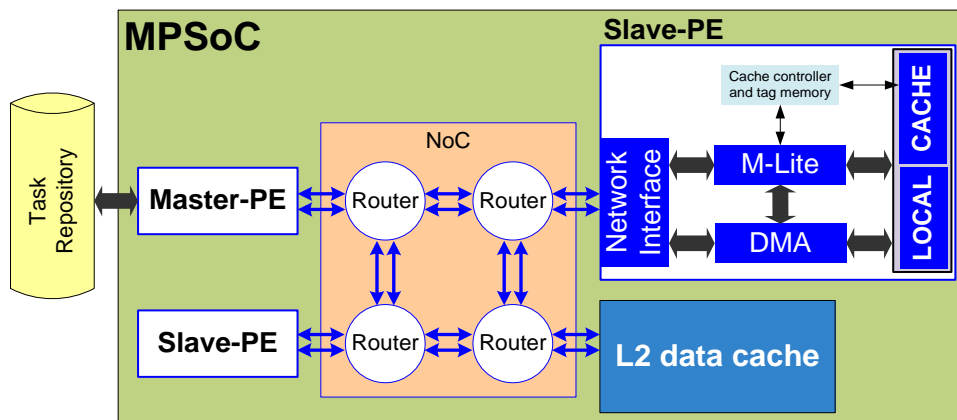 MPSoC
Slave-PE
Task
Repository
Master-PE
Slave-PE
NoC
Router
Router
Router
Router
Network
Interface
Cache controller
and tag memory
M-Lite
DMA
CACHE
LOCAL
L2 data cache